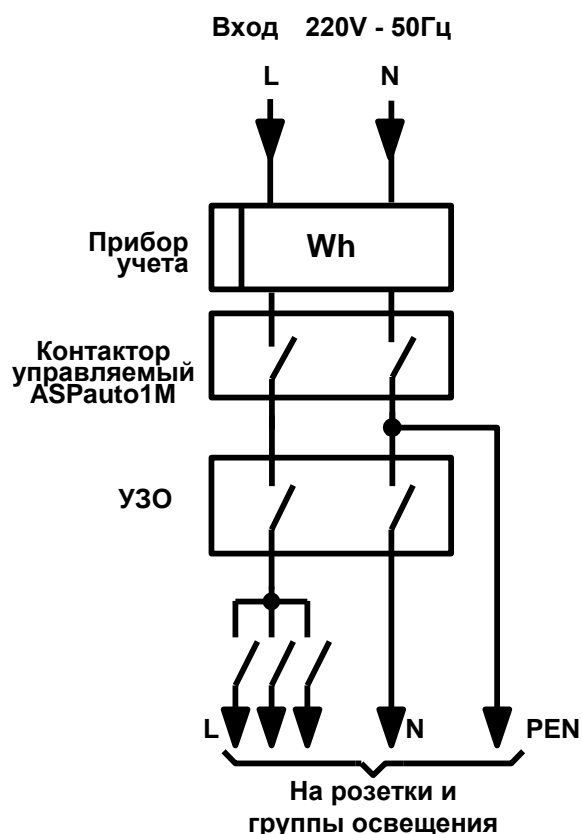 Вход 220V - 50Гц
L N
Прибор
учета
Wh
Контактор
управляемый
ASPauto1M
УЗО
L N PEN
На розетки и
группы освещения